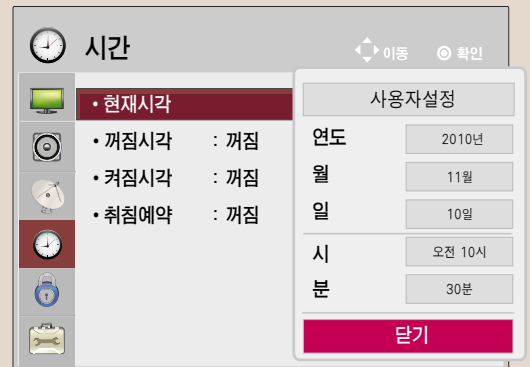 시간
이동 확인
• 현재시각
• 꺼짐시각 : 꺼짐
• 켜짐시각 : 꺼짐
• 취침예약 : 꺼짐
사용자설정
연도 2010년
월 11월
일 10일
시 오전 10시
분 30분
닫기